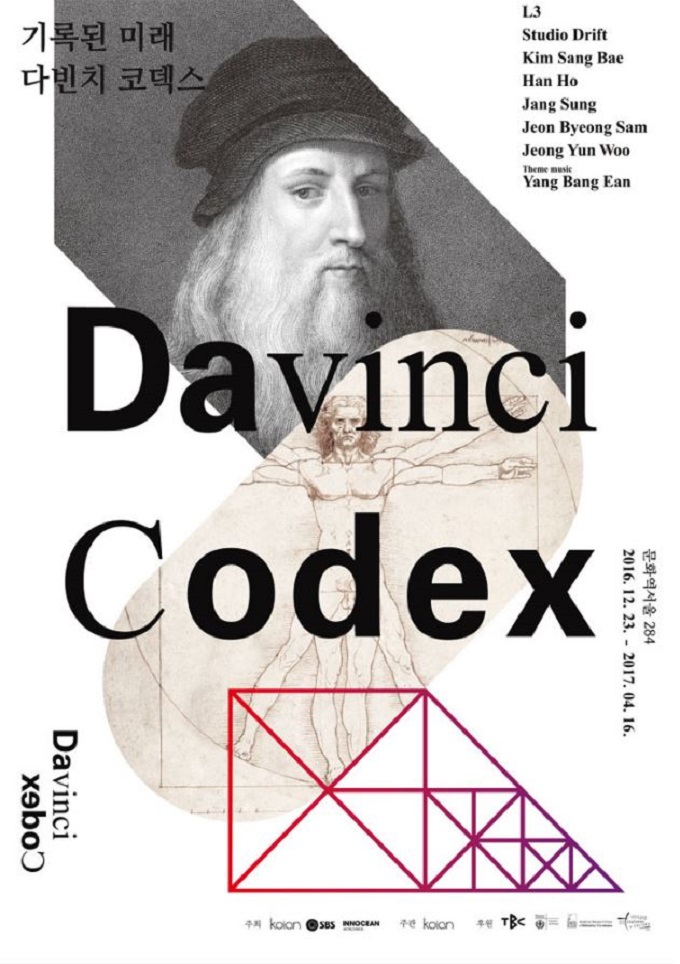 기록된 미래
다빈치 코덱스
L3
Studio Drift
Kim Sang Bae
Han Ho
Jang Sung
Jeon Byeong Sam
Jeong Yun Woo
Theme music
Yang Bang Ean
Davinci
Codex
문화역서울 284
2016. 12. 23. - 2017. 04. 16.
Davinci
Codex
주최 koian SBS INNOCEAN 주관 koian 후원 TBC